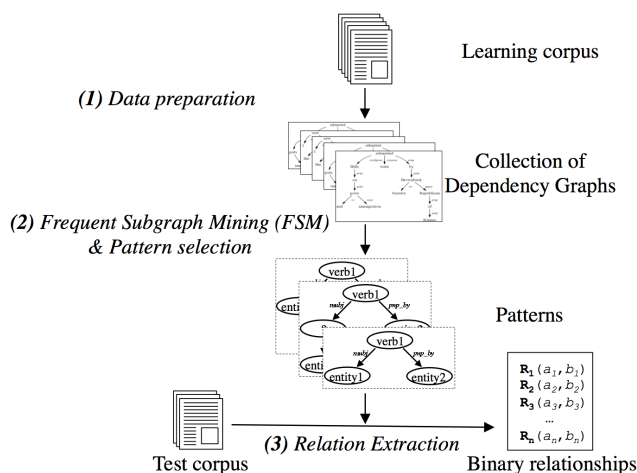 Learning corpus
(1) Data preparation
Collection of
Dependency Graphs
(2) Frequent Subgraph Mining (FSM)
& Pattern selection
verb1
verb1
nsubj
prep_by
verb1
nsubj
prep_by
entity1
entity2
Patterns
R1(a1,b1)
R2(a2,b2)
R3(a3,b3)
…
Rn(an,bn)
(3) Relation Extraction
Test corpus
Binary relationships